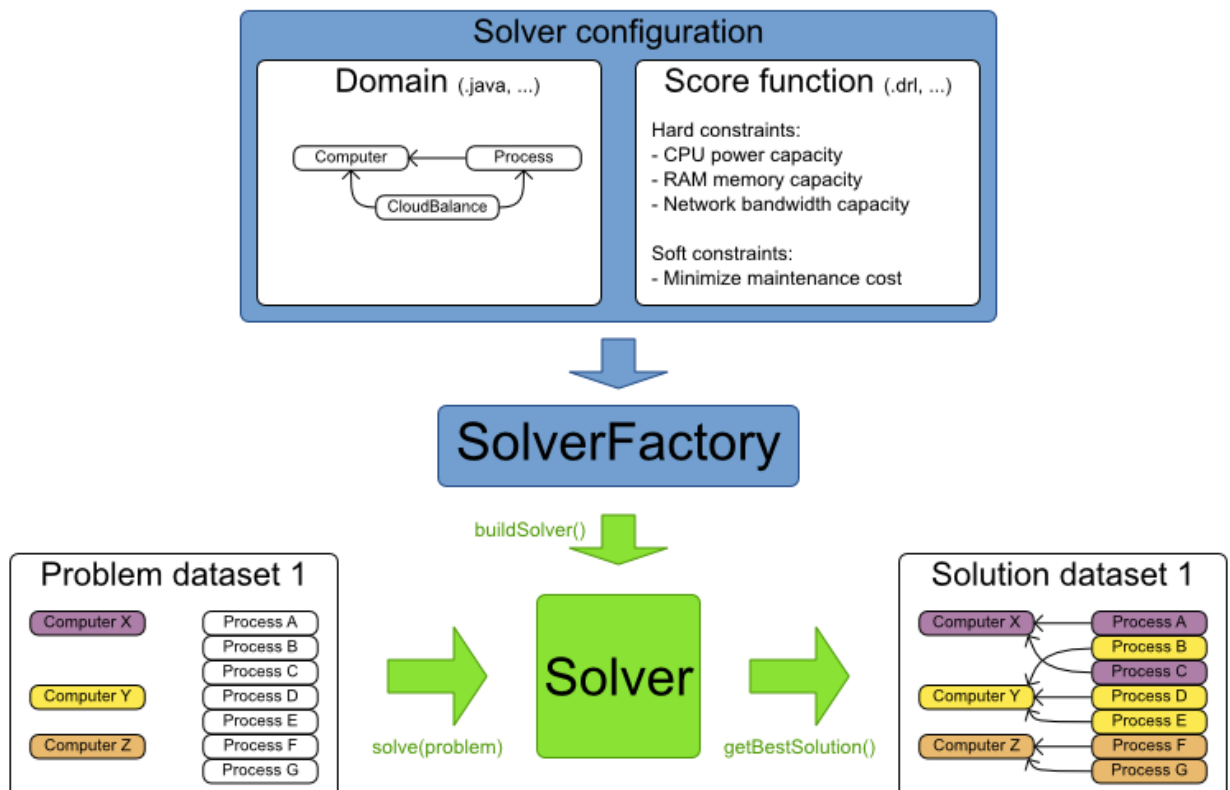 Solver configuration
Domain (.java, ...)
Computer
Process
CloudBalance
Score function (.drl, ...)
Hard constraints:
- CPU power capacity
- RAM memory capacity
- Network bandwidth capacity
Soft constraints:
- Minimize maintenance cost
SolverFactory
buildSolver()
Problem dataset 1
Computer X
Computer Y
Computer Z
Process A
Process B
Process C
Process D
Process E
Process F
Process G
solve(problem)
Solver
getBestSolution()
Solution dataset 1
Computer X
Computer Y
Computer Z
Process A
Process B
Process C
Process D
Process E
Process F
Process G